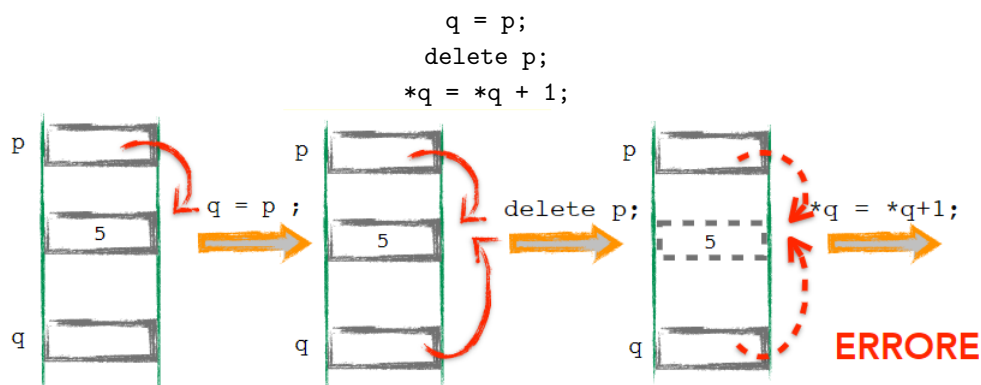 q = p;
delete p;
*q = *q + 1;
p
5
q
q = p ;
p
5
q
delete p;
p
5
q
*q = *q+1;
ERRORE